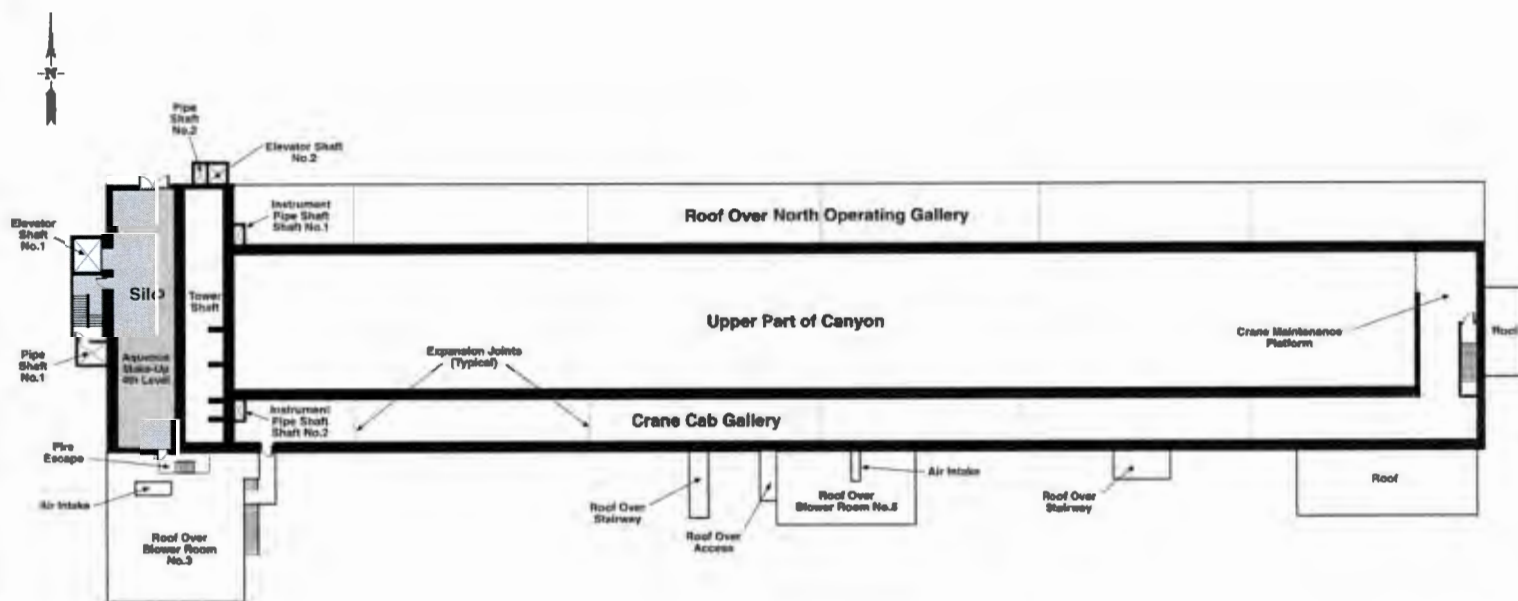 N
Pipe
Shaft
No.2
Elevator Shaft
No.2
Instrument
Pipe Shaft
Shaft No.1
Roof Over North Operating Gallery
Elevator
Shaft
No.1
Silo
Tower
Shaft
Upper Part of Canyon
Crane Maintenance
Platform
Roof
Pipe
Shaft
No.1
Aqueous
Make-Up
4th Level
Expansion Joints
(Typical)
Instrument
Pipe Shaft
Shaft No.2
Crane Cab Gallery
Fire
Escape
Air Intake
Roof Over
Blower Room
No.3
Roof Over
Stairway
Roof Over
Access
Roof Over
Blower Room No.5
Air Intake
Roof Over
Stairway
Roof